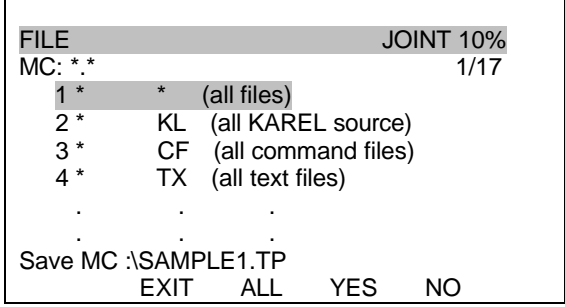 FILE JOINT 10%
MC: *.* 1/17
1 * * (all files)
2 * KL (all KAREL source)
3 * CF (all command files)
4 * TX (all text files)
. . .
. . .
Save MC :\SAMPLE1.TP
EXIT ALL YES NO